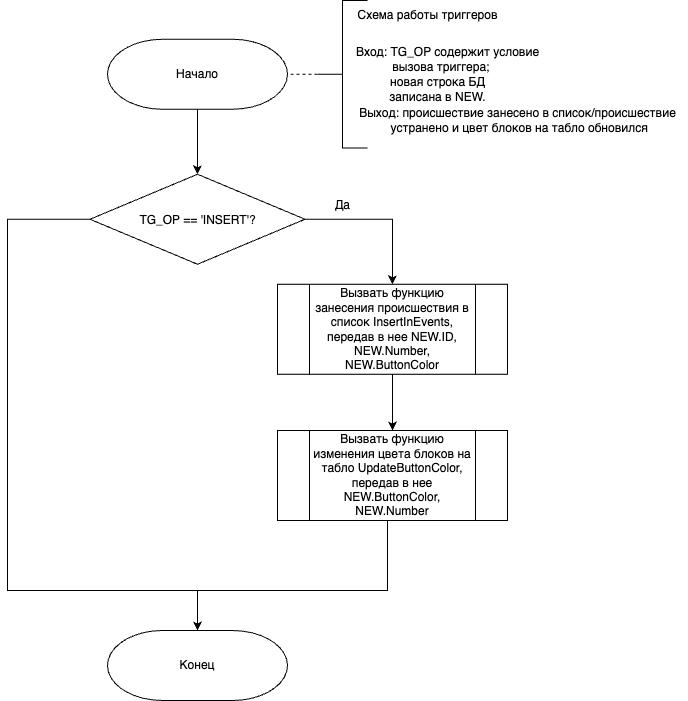 Схема работы триггеров
Вход: TG_OP содержит условие
вызова триггера;
новая строка БД
записана в NEW.
Выход: происшествие занесено в список/происшествие
устранено и цвет блоков на табло обновился
Начало
TG_OP == 'INSERT'?
Да
Вызвать функцию
занесения происшествия в
список InsertInEvents,
передав в нее NEW.ID,
NEW.Number,
NEW.ButtonColor
Вызвать функцию
изменения цвета блоков на
табло UpdateButtonColor,
передав в нее
NEW.ButtonColor,
NEW.Number
Конец